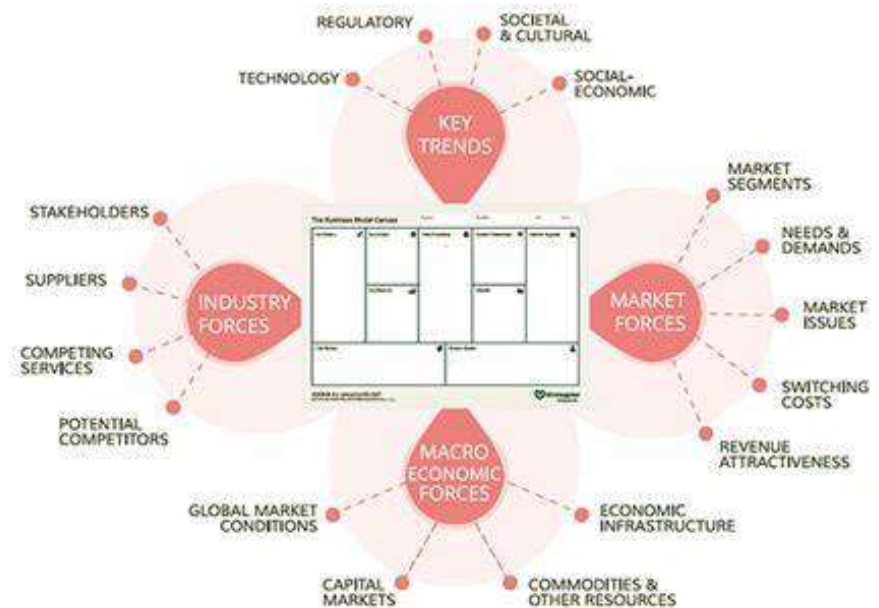 REGULATORY
SOCIETAL
& CULTURAL
TECHNOLOGY
SOCIAL-
ECONOMIC
KEY
TRENDS
MARKET
SEGMENTS
STAKEHOLDERS
NEEDS &
DEMANDS
SUPPLIERS
INDUSTRY
FORCES
MARKET
FORCES
MARKET
ISSUES
COMPETING
SERVICES
SWITCHING
COSTS
POTENTIAL
COMPETITORS
REVENUE
ATTRACTIVENESS
The Business Model Canvas
MACRO
ECONOMIC
FORCES
GLOBAL MARKET
CONDITIONS
ECONOMIC
INFRASTRUCTURE
CAPITAL
MARKETS
COMMODITIES &
OTHER RESOURCES